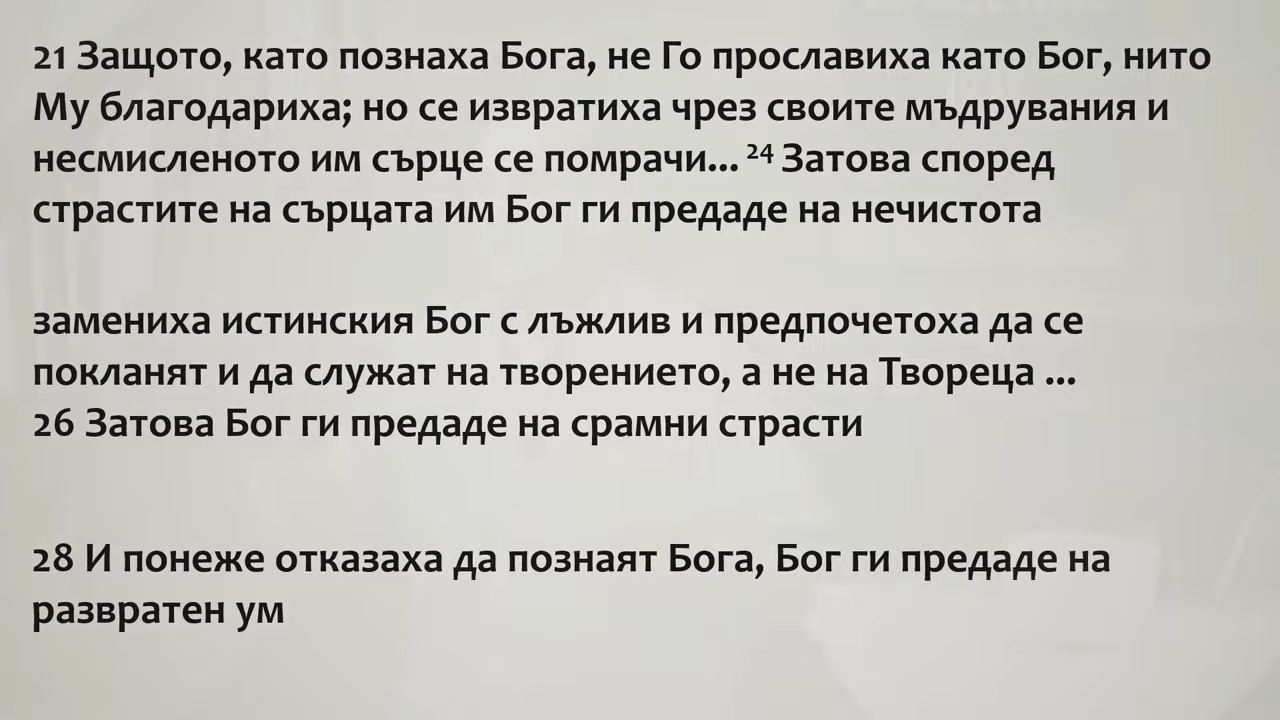 21 Защото, като познаха Бога, не Го прославиха като Бог, нито
Му благодариха; но се извратиха чрез своите мъдрувания и
несмисленото им сърце се помрачи... 24 Затова според
страстите на сърцата им Бог ги предаде на нечистота
замениха истинския Бог с лъжлив и предпочетоха да се
покланят и да служат на творението, а не на Твореца ...
26 Затова Бог ги предаде на срамни страсти
28 И понеже отказаха да познаят Бога, Бог ги предаде на
развратен ум